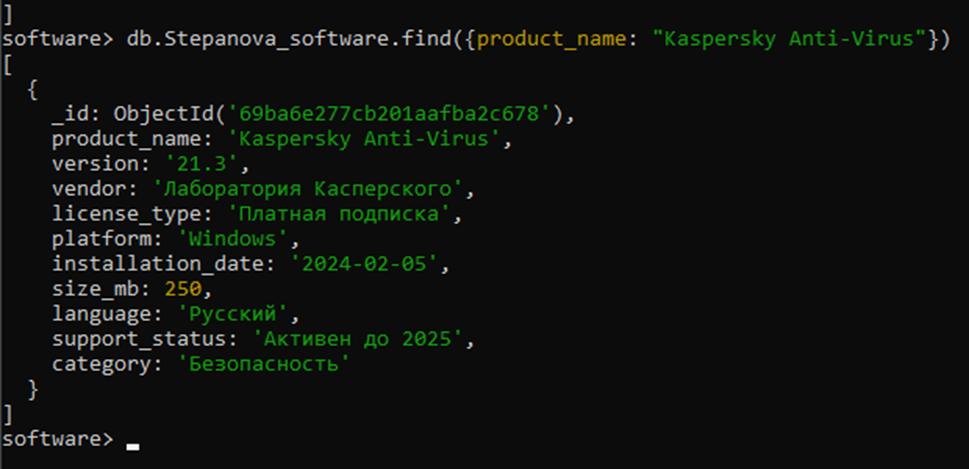 ]
software> db.Stepanova_software.find({product_name: "Kaspersky Anti-Virus"})
[
  {
    _id: ObjectId('69ba6e277cb201aafba2c678'),
    product_name: 'Kaspersky Anti-Virus',
    version: '21.3',
    vendor: 'Лаборатория Касперского',
    license_type: 'Платная подписка',
    platform: 'Windows',
    installation_date: '2024-02-05',
    size_mb: 250,
    language: 'Русский',
    support_status: 'Активен до 2025',
    category: 'Безопасность'
  }
]
software>